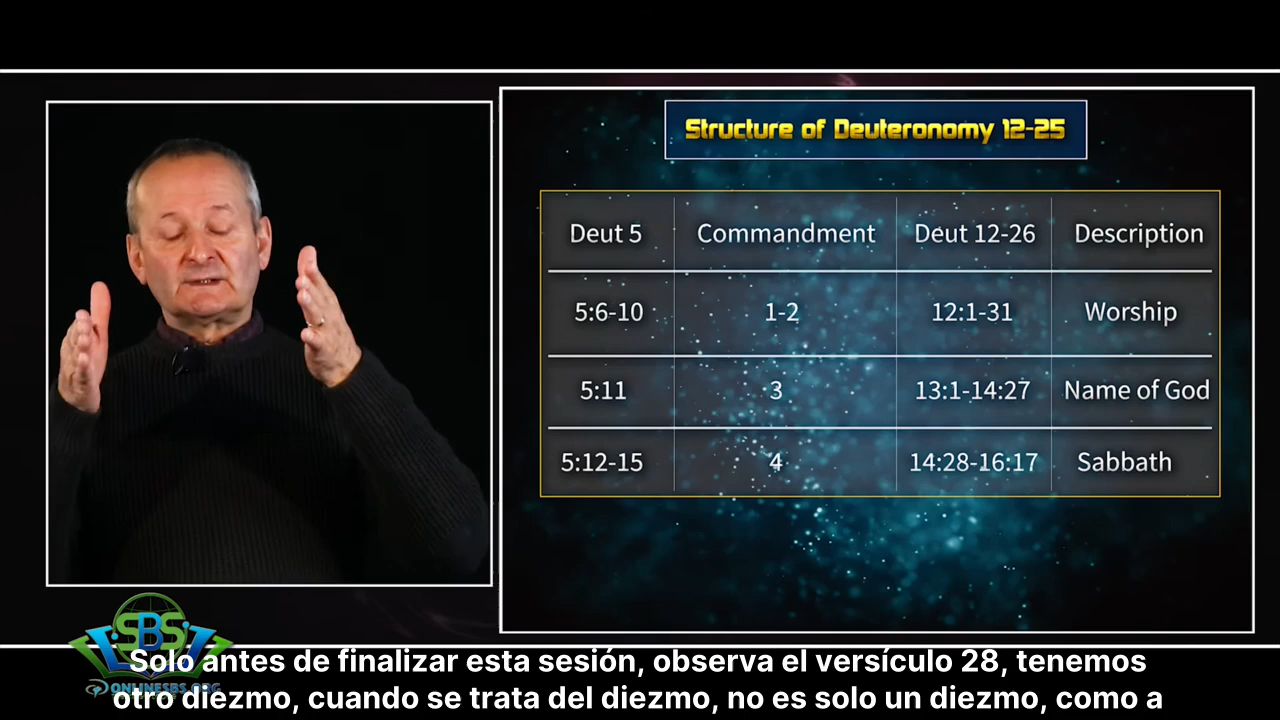 Structure of Deuteronomy 12-25
Deut 5 Commandment Deut 12-26 Description
5:6-10 1-2 12:1-31 Worship
5:11 3 13:1-14:27 Name of God
5:12-15 4 14:28-16:17 Sabbath
SBS
ONLINESBS.ORG
Solo antes de finalizar esta sesión, observa el versículo 28, tenemos
otro diezmo, cuando se trata del diezmo, no es solo un diezmo, como a